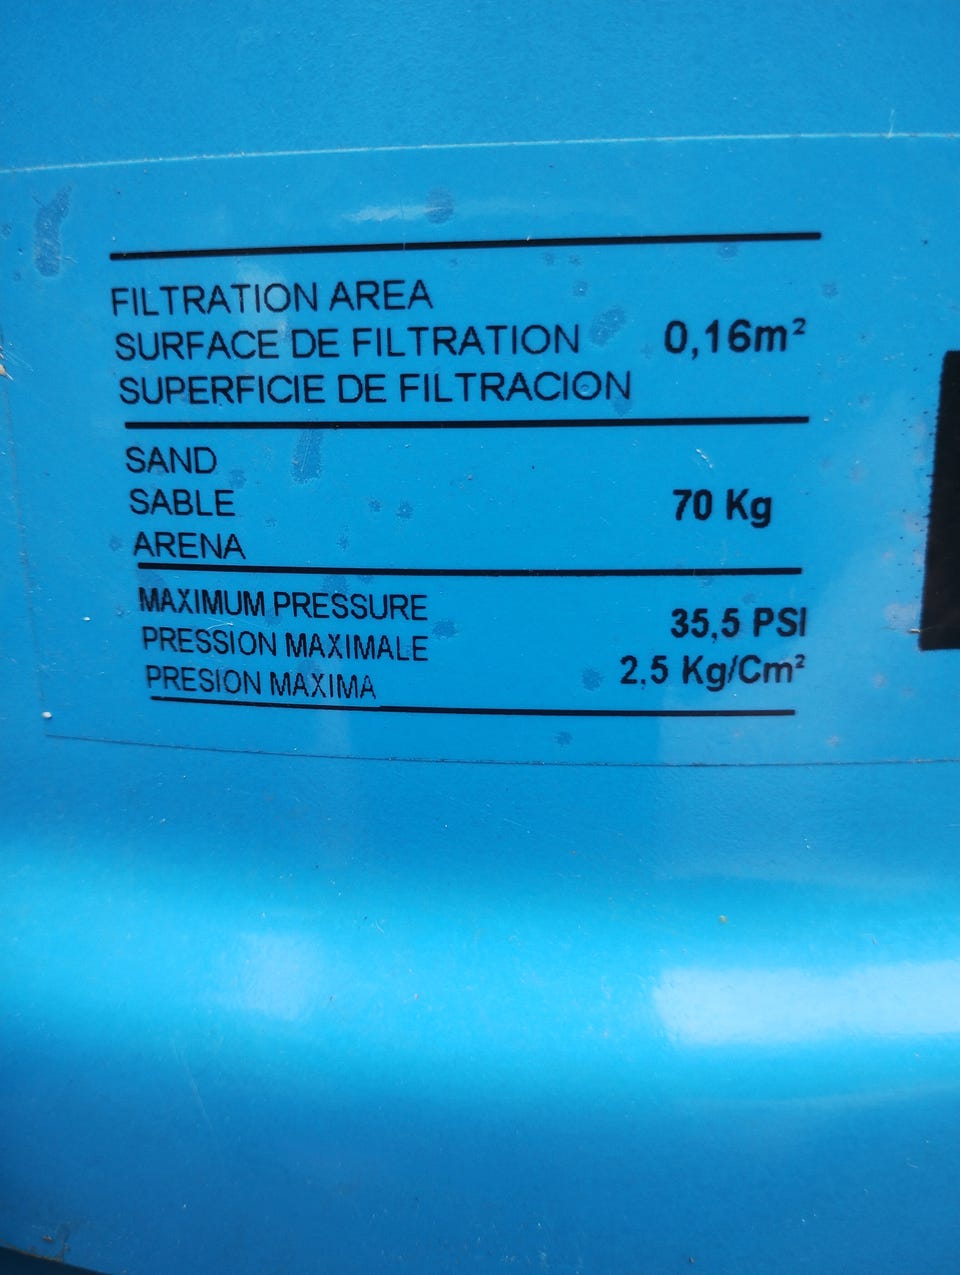 FILTRATION AREA
SURFACE DE FILTRATION 0,16m²
SUPERFICIE DE FILTRACION
SAND
SABLE 70 Kg
ARENA
MAXIMUM PRESSURE 35,5 PSI
PRESSION MAXIMALE 2,5 Kg/Cm²
PRESION MAXIMA